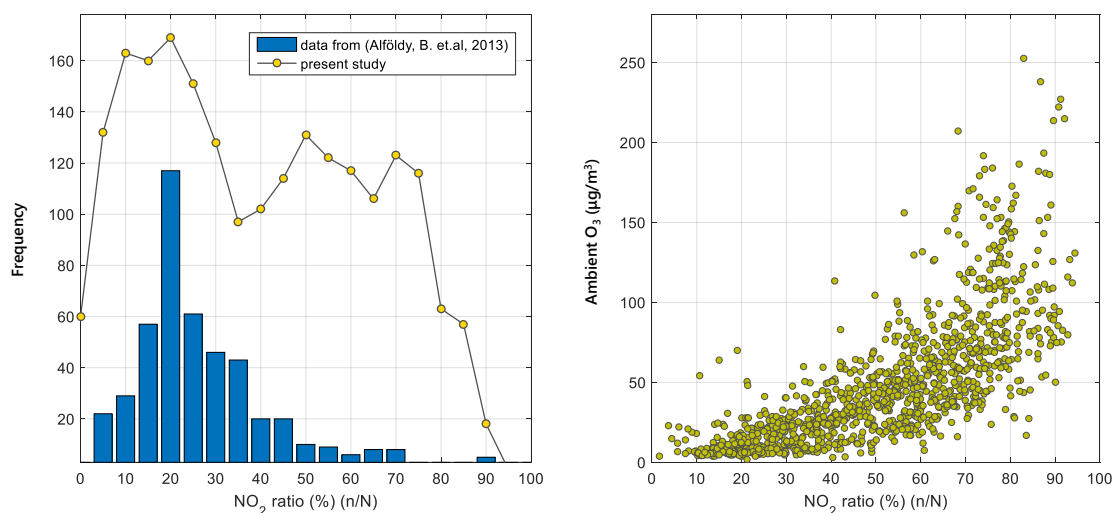 data from (Alföldy, B. et.al, 2013)
present study
Frequency
160
140
120
100
80
60
40
20
0 10 20 30 40 50 60 70 80 90 100
NO2 ratio (%) (n/N)
Ambient O3 (μg/m3)
250
200
150
100
50
0
0 10 20 30 40 50 60 70 80 90 100
NO2 ratio (%) (n/N)